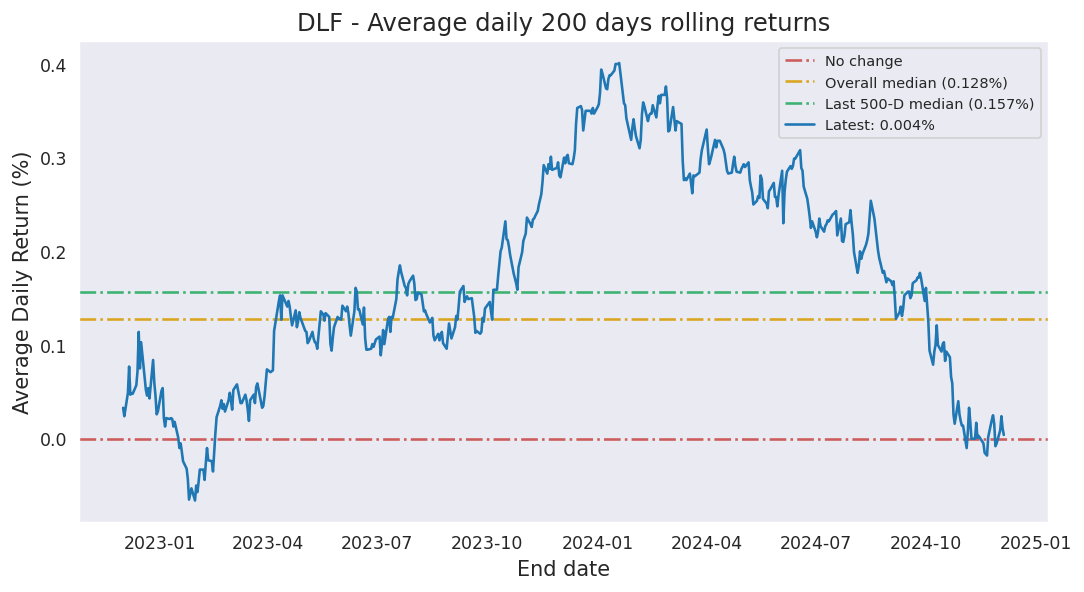 DLF - Average daily 200 days rolling returns
No change
Overall median (0.128%)
Last 500-D median (0.157%)
Latest: 0.004%
Average Daily Return (%)
0.4
0.3
0.2
0.1
0.0
2023-01 2023-04 2023-07 2023-10 2024-01 2024-04 2024-07 2024-10 2025-01
End date